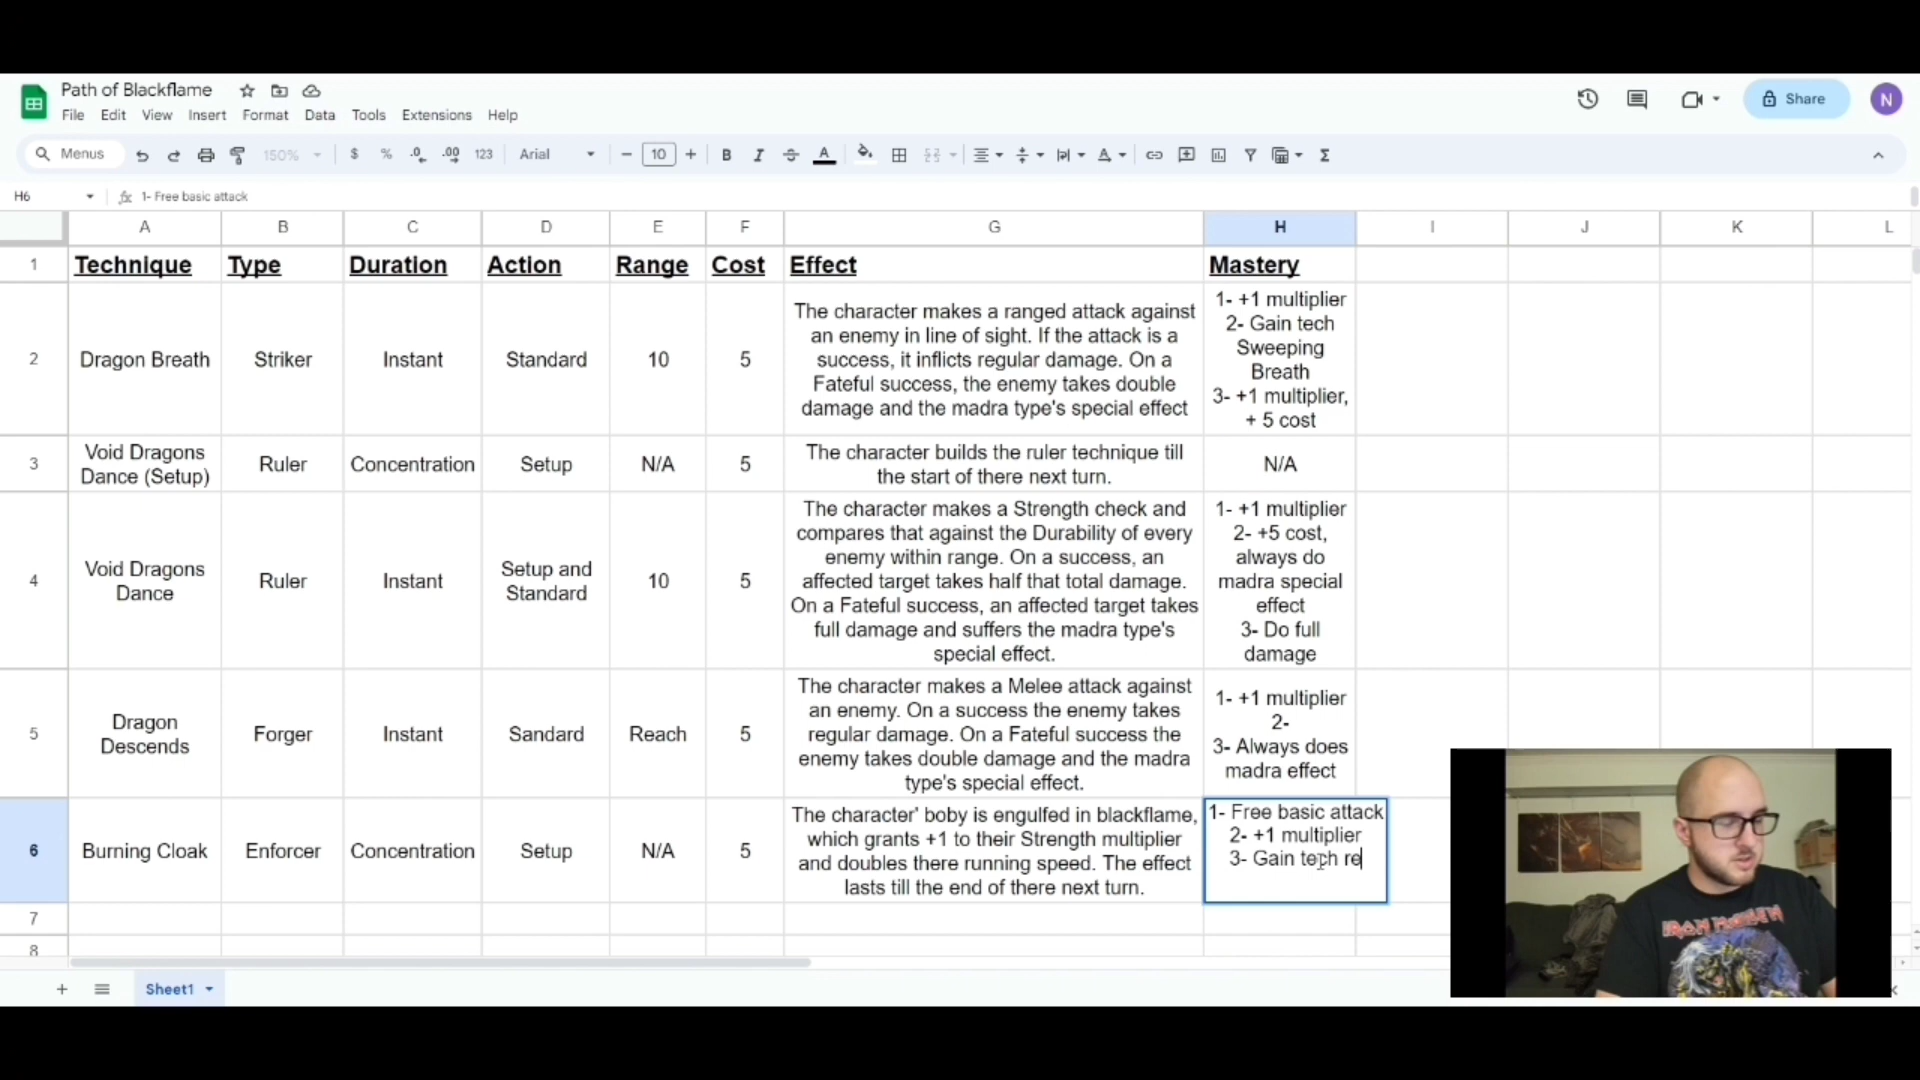 Path of Blackflame
File Edit View Insert Format Data Tools Extensions Help
Share
N
Menus
150%
$ % .0 .00 123
Arial
10
B I A
H6
1- Free basic attack
A B C D E F G H I J K L
1 Technique Type Duration Action Range Cost Effect Mastery
2
Dragon Breath
Striker
Instant
Standard
10
5
The character makes a ranged attack against
an enemy in line of sight. If the attack is a
success, it inflicts regular damage. On a
Fateful success, the enemy takes double
damage and the madra type's special effect
1- +1 multiplier
2- Gain tech
Sweeping
Breath
3- +1 multiplier,
+ 5 cost
3
Void Dragons
Dance (Setup)
Ruler
Concentration
Setup
N/A
5
The character builds the ruler technique till
the start of there next turn.
N/A
4
Void Dragons
Dance
Ruler
Instant
Setup and
Standard
10
5
The character makes a Strength check and
compares that against the Durability of every
enemy within range. On a success, an
affected target takes half that total damage.
On a Fateful success, an affected target takes
full damage and suffers the madra type's
special effect.
1- +1 multiplier
2- +5 cost,
always do
madra special
effect
3- Do full
damage
5
Dragon
Descends
Forger
Instant
Sandard
Reach
5
The character makes a Melee attack against
an enemy. On a success the enemy takes
regular damage. On a Fateful success the
enemy takes double damage and the madra
type's special effect.
1- +1 multiplier
2-
3- Always does
madra effect
6
Burning Cloak
Enforcer
Concentration
Setup
N/A
5
The character' boby is engulfed in blackflame,
which grants +1 to their Strength multiplier
and doubles there running speed. The effect
lasts till the end of there next turn.
1- Free basic attack
2- +1 multiplier
3- Gain tech re
7
8
Sheet1
IRON MAIDEN